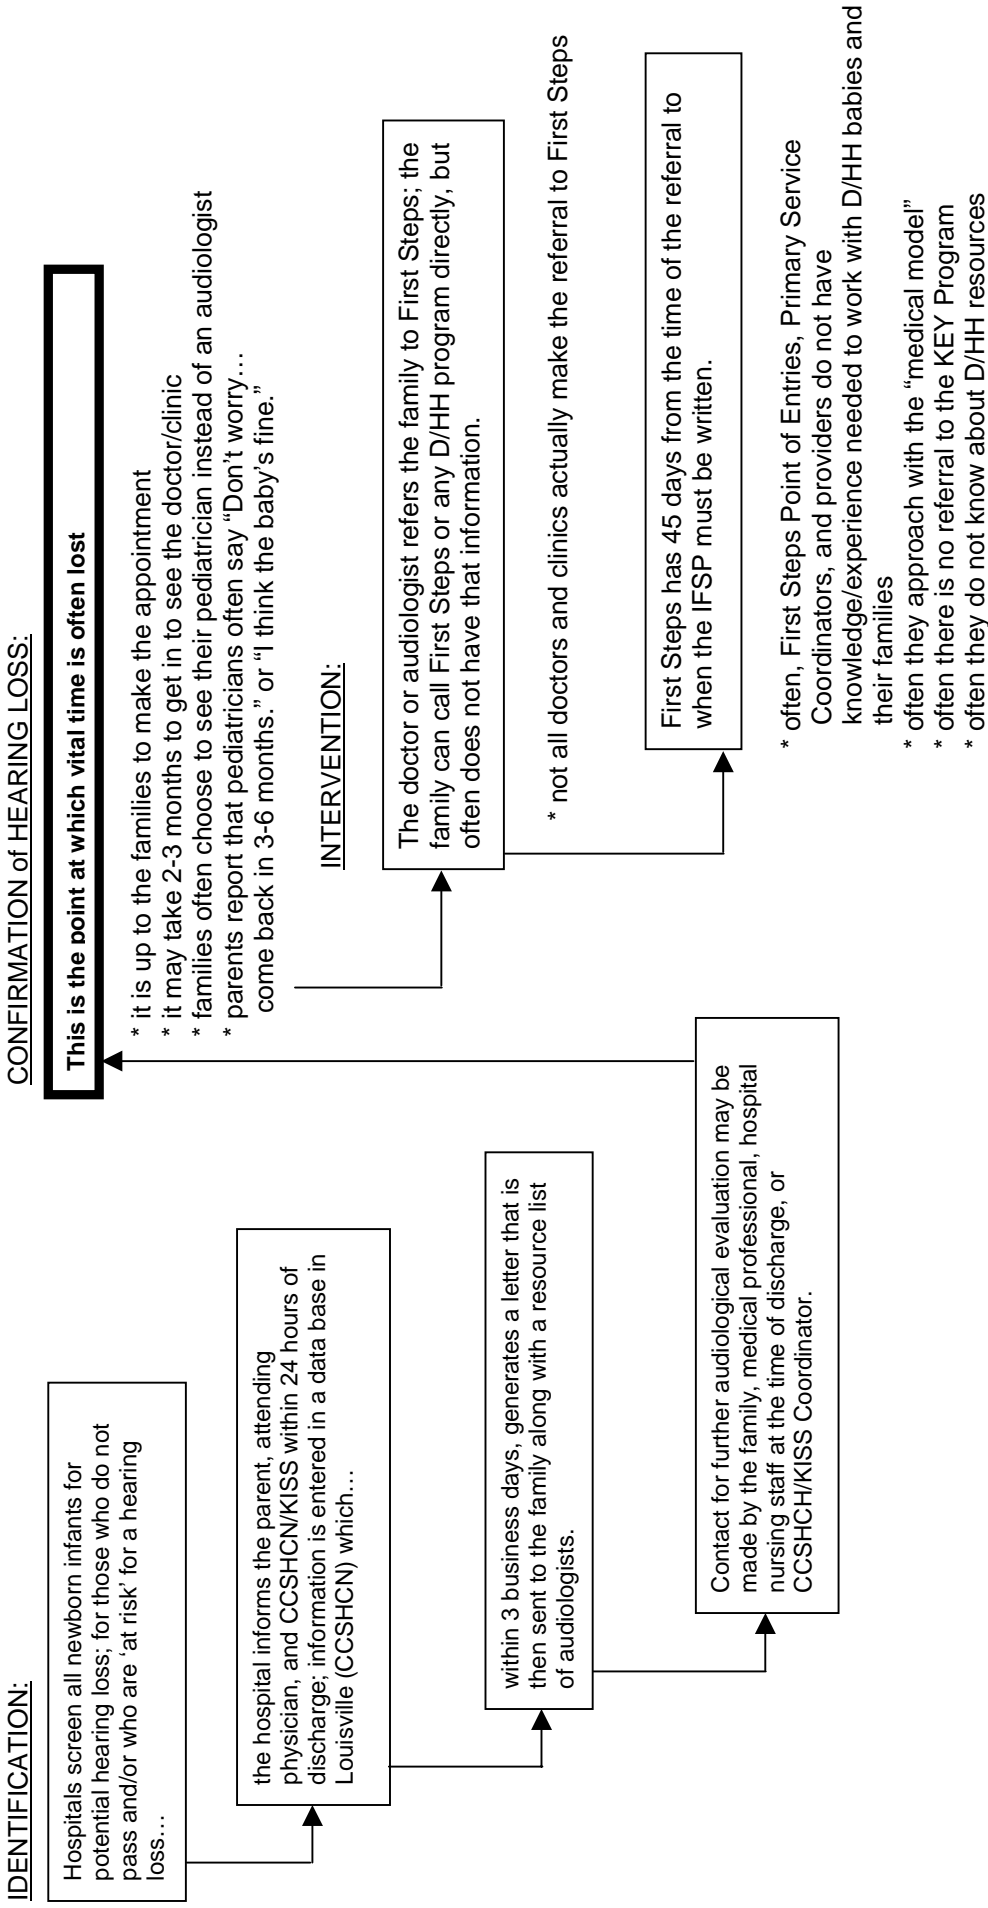 IDENTIFICATION:
Hospitals screen all newborn infants for
potential hearing loss; for those who do not
pass and/or who are ‘at risk’ for a hearing
loss…
the hospital informs the parent, attending
physician, and CCSHCN/KISS within 24 hours of
discharge; information is entered in a data base in
Louisville (CCSHCN) which…
within 3 business days, generates a letter that is
then sent to the family along with a resource list
of audiologists.
Contact for further audiological evaluation may be
made by the family, medical professional, hospital
nursing staff at the time of discharge, or
CCSHCH/KISS Coordinator.
CONFIRMATION of HEARING LOSS:
This is the point at which vital time is often lost
* it is up to the families to make the appointment
* it may take 2-3 months to get in to see the doctor/clinic
* families often choose to see their pediatrician instead of an audiologist
* parents report that pediatricians often say “Don’t worry…
come back in 3-6 months.” or “I think the baby’s fine.”
INTERVENTION:
The doctor or audiologist refers the family to First Steps; the
family can call First Steps or any D/HH program directly, but
often does not have that information.
* not all doctors and clinics actually make the referral to First Steps
First Steps has 45 days from the time of the referral to
when the IFSP must be written.
* often, First Steps Point of Entries, Primary Service
Coordinators, and providers do not have
knowledge/experience needed to work with D/HH babies and
their families
* often they approach with the “medical model”
* often there is no referral to the KEY Program
* often they do not know about D/HH resources